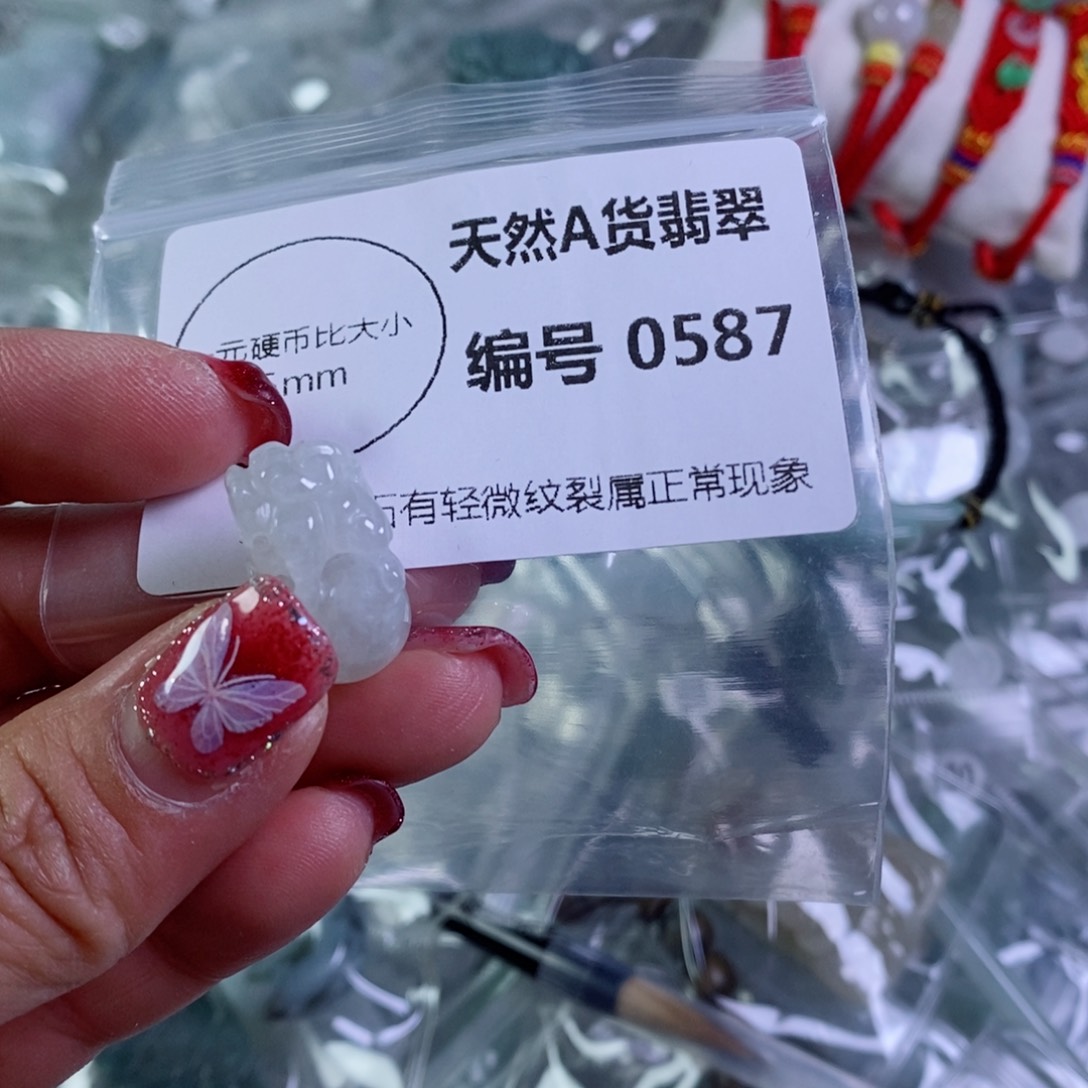 天然A货翡翠
元硬币比大小
mm
编号 0587
有轻微纹裂属正常现象